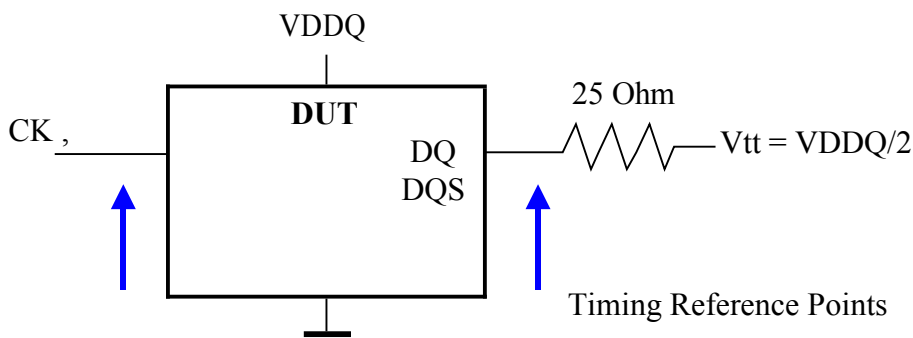 VDDQ
DUT
25 Ohm
CK ,
DQ
Vtt = VDDQ/2
DQS
Timing Reference Points